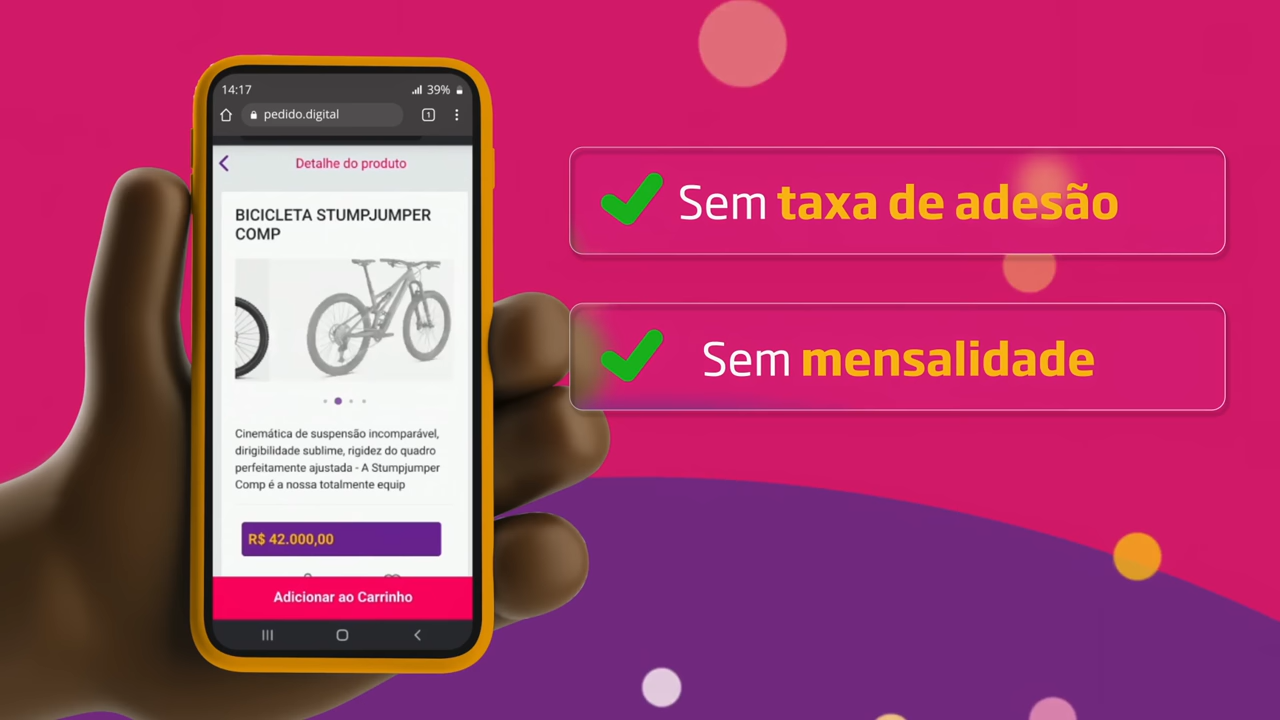 14:17
39%
pedido.digital
1
Detalhe do produto
BICICLETA STUMPJUMPER
COMP
Cinemática de suspensão incomparável,
dirigibilidade sublime, rigidez do quadro
perfeitamente ajustada - A Stumpjumper
Comp é a nossa totalmente equip
R$ 42.000,00
Adicionar ao Carrinho
Sem taxa de adesão
Sem mensalidade